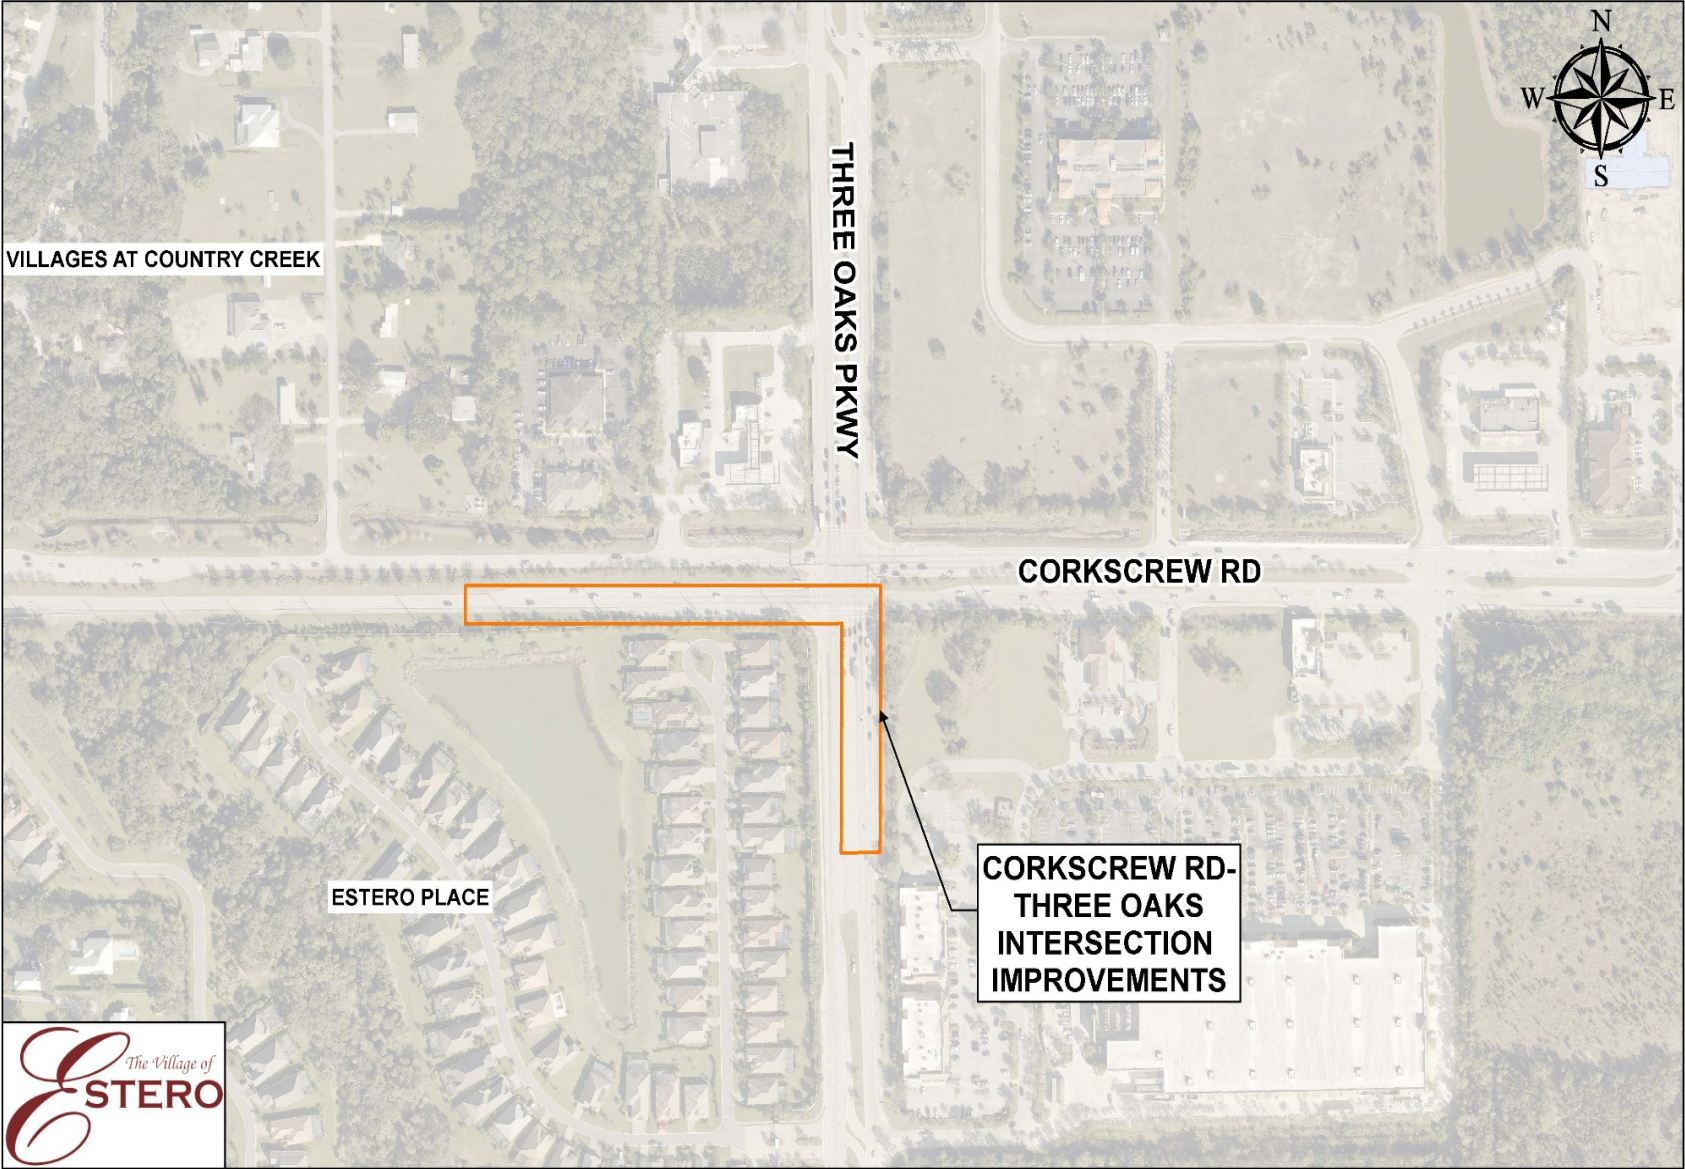 N
W
E
S
THREE OAKS PKWY
VILLAGES AT COUNTRY CREEK
CORKSCREW RD
ESTERO PLACE
CORKSCREW RD-
THREE OAKS
INTERSECTION
IMPROVEMENTS
The Village of
ESTERO